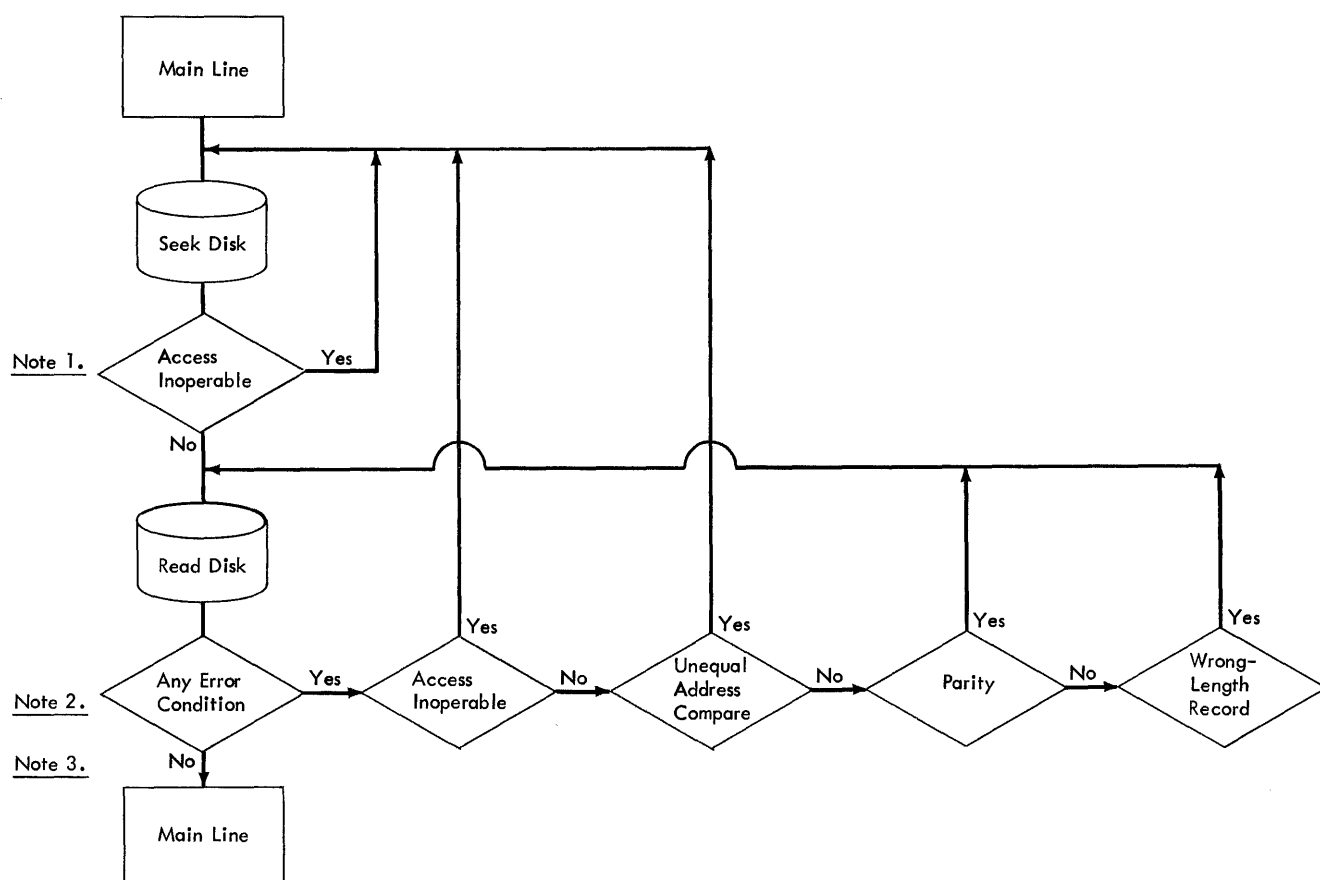 Main Line
Seek Disk
Note 1.
Access
Inoperable
Yes
No
Read Disk
Note 2.
Any Error
Condition
Yes
Access
Inoperable
Yes
No
Unequal
Address
Compare
Yes
No
Parity
Yes
No
Wrong-
Length
Record
Yes
Note 3.
No
Main Line